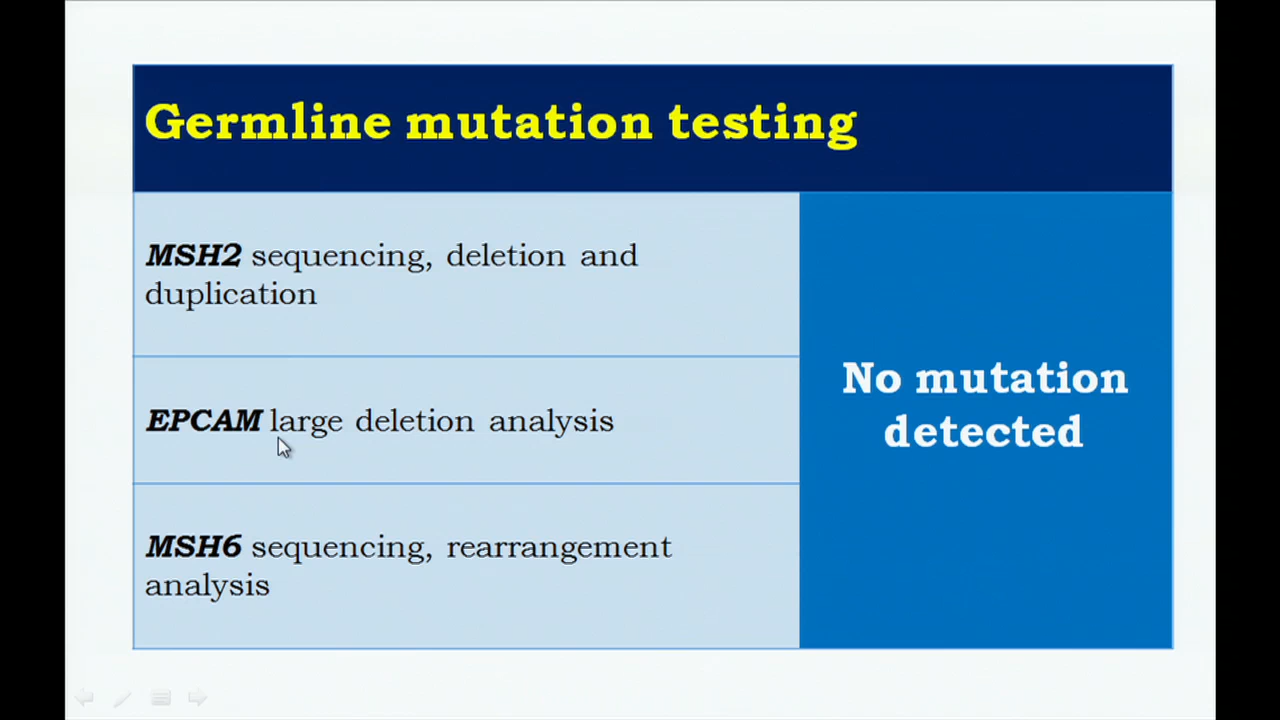 Germline mutation testing
MSH2 sequencing, deletion and
duplication
EPCAM large deletion analysis
MSH6 sequencing, rearrangement
analysis
No mutation
detected